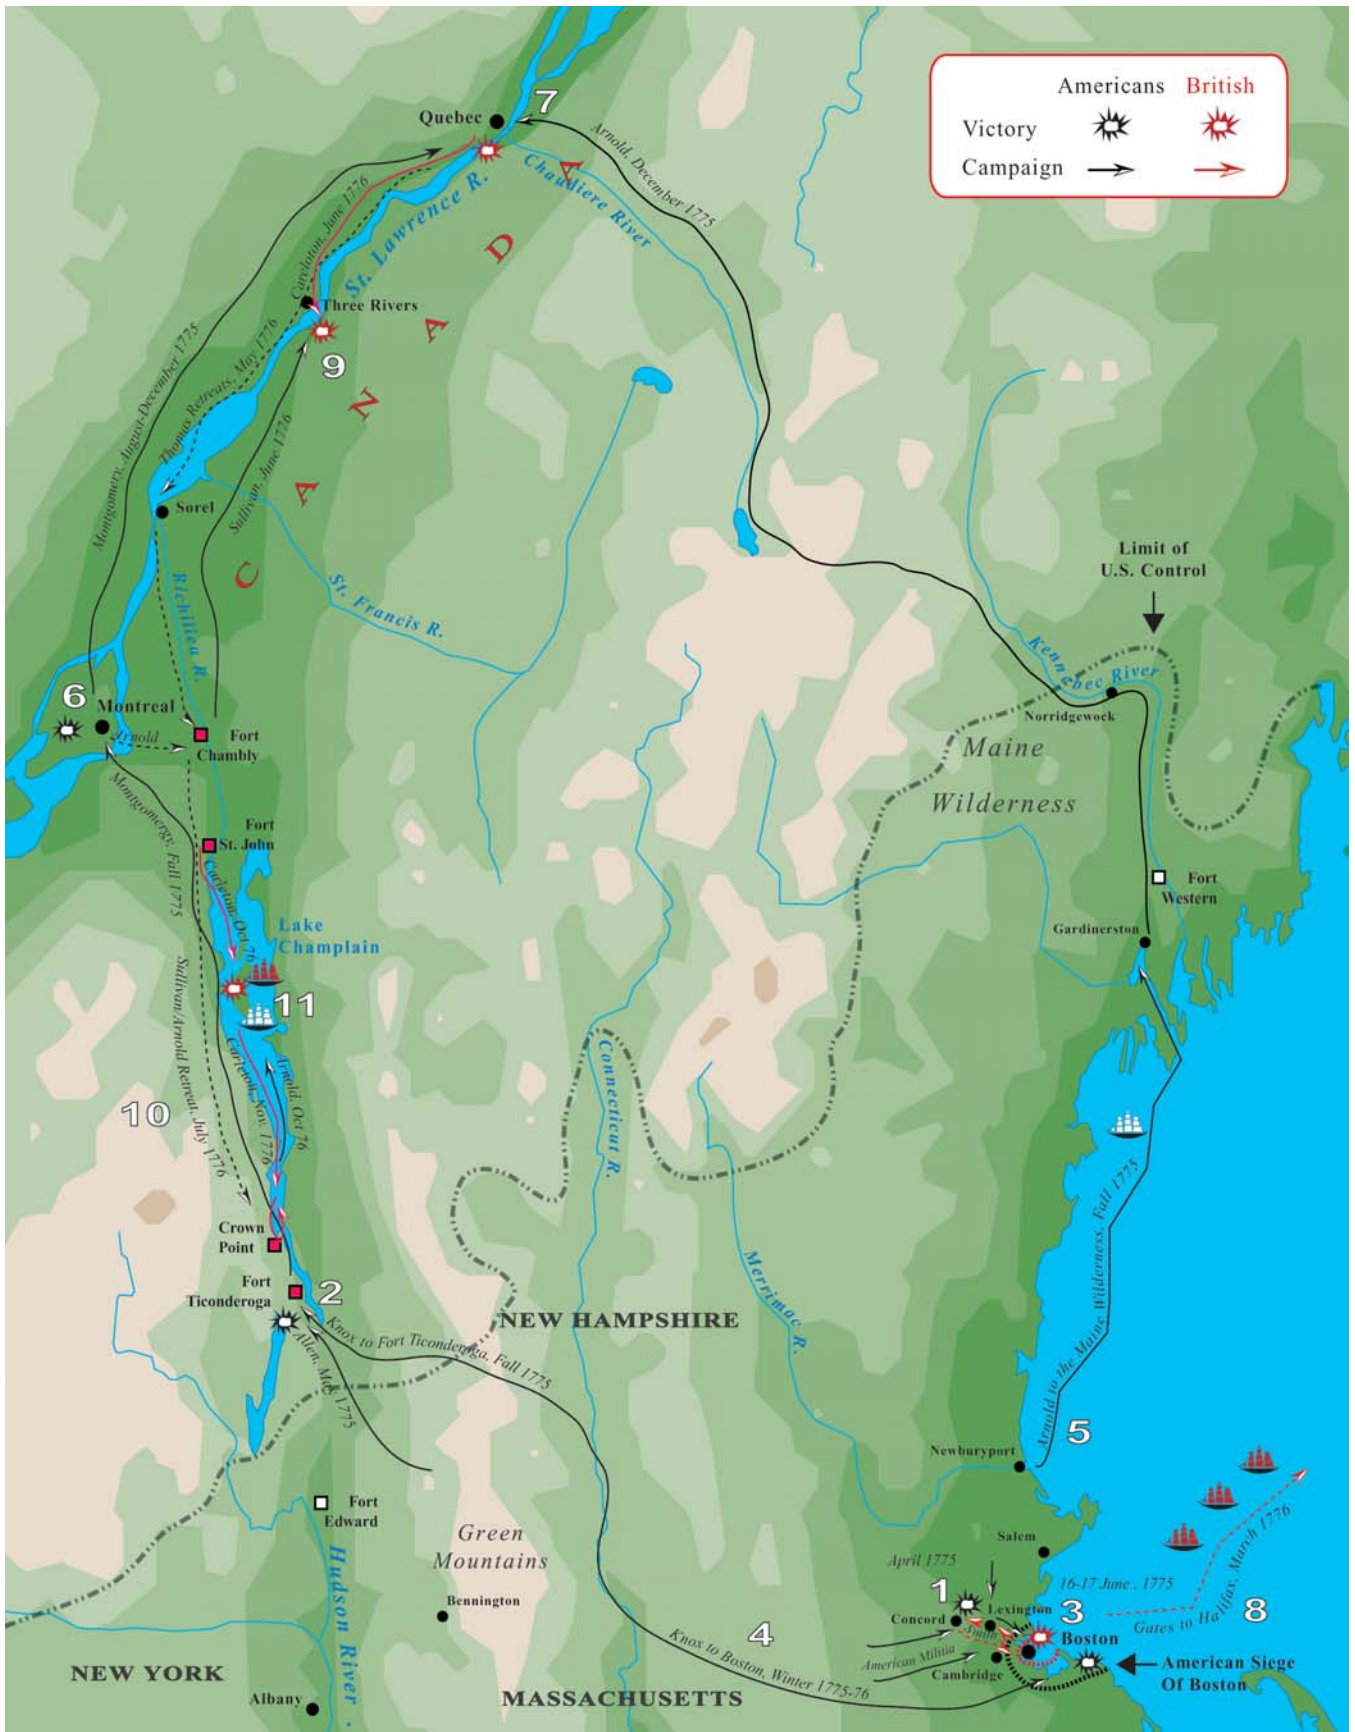 Americans British
Victory
Campaign
7
Quebec
Arnold, December 1775
Chaudiere River
St. Lawrence R.
CANADA
Careloton, June 1776
Three Rivers
9
Thomas Retreats, May 1776
Montgomery, August-December 1775
Sullivan, June 1776
Sorel
Richiliea R.
St. Francis R.
Limit of
U.S. Control
Kennebec River
Norridgewock
Maine
Wilderness
6
Montreal
Arnold
Fort
Chambly
Montgomergy, Fall 1775
Fort
St. John
Carleton, Oct 76
Lake
Champlain
Fort
Western
Gardinerston
11
Sullivan/Arnold Retreat, July 1776
Carleton, Nov. 1776
Arnold, Oct 76
10
Connecticut R.
Crown
Point
Fort
Ticonderoga
2
Knox to Fort Ticonderoga, Fall 1775
Allen, May 1775
NEW HAMPSHIRE
Merrimac R.
Arnold to the Maine Wilderness, Fall 1775
5
Newburyport
Fort
Edward
Hudson River .
Green
Mountains
Bennington
Salem
April 1775
16-17 June , 1775
1
3
8
Gates to Halifax, March 1776
Concord
Lexington
Smith
Boston
American Militia
Cambridge
American Siege
Of Boston
4
Knox to Boston, Winter 1775-76
NEW YORK
Albany
MASSACHUSETTS